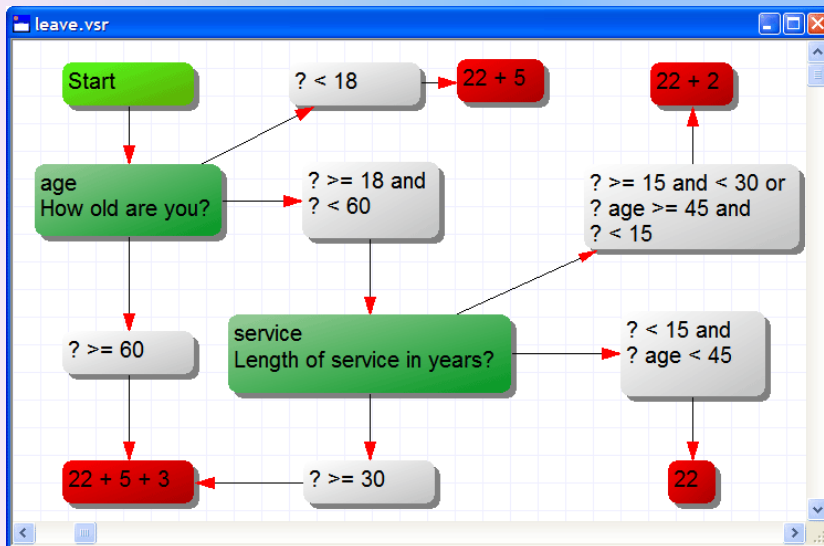 leave.vsr
Start
? < 18
22 + 5
22 + 2
age
How old are you?
? >= 18 and
? < 60
? >= 15 and < 30 or
? age >= 45 and
? < 15
? >= 60
service
Length of service in years?
? < 15 and
? age < 45
22 + 5 + 3
? >= 30
22